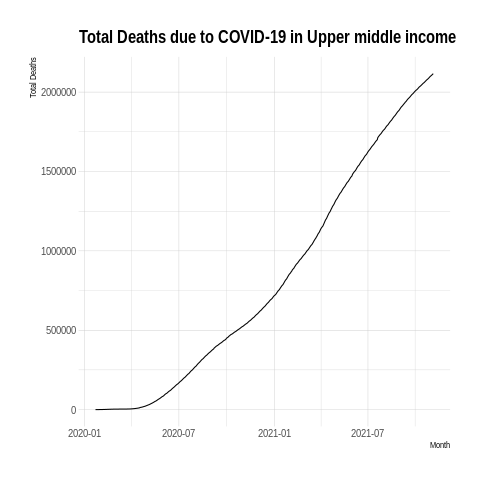 Total Deaths due to COVID-19 in Upper middle income
Total Deaths
2000000
1500000
1000000
500000
0
2020-01 2020-07 2021-01 2021-07
Month